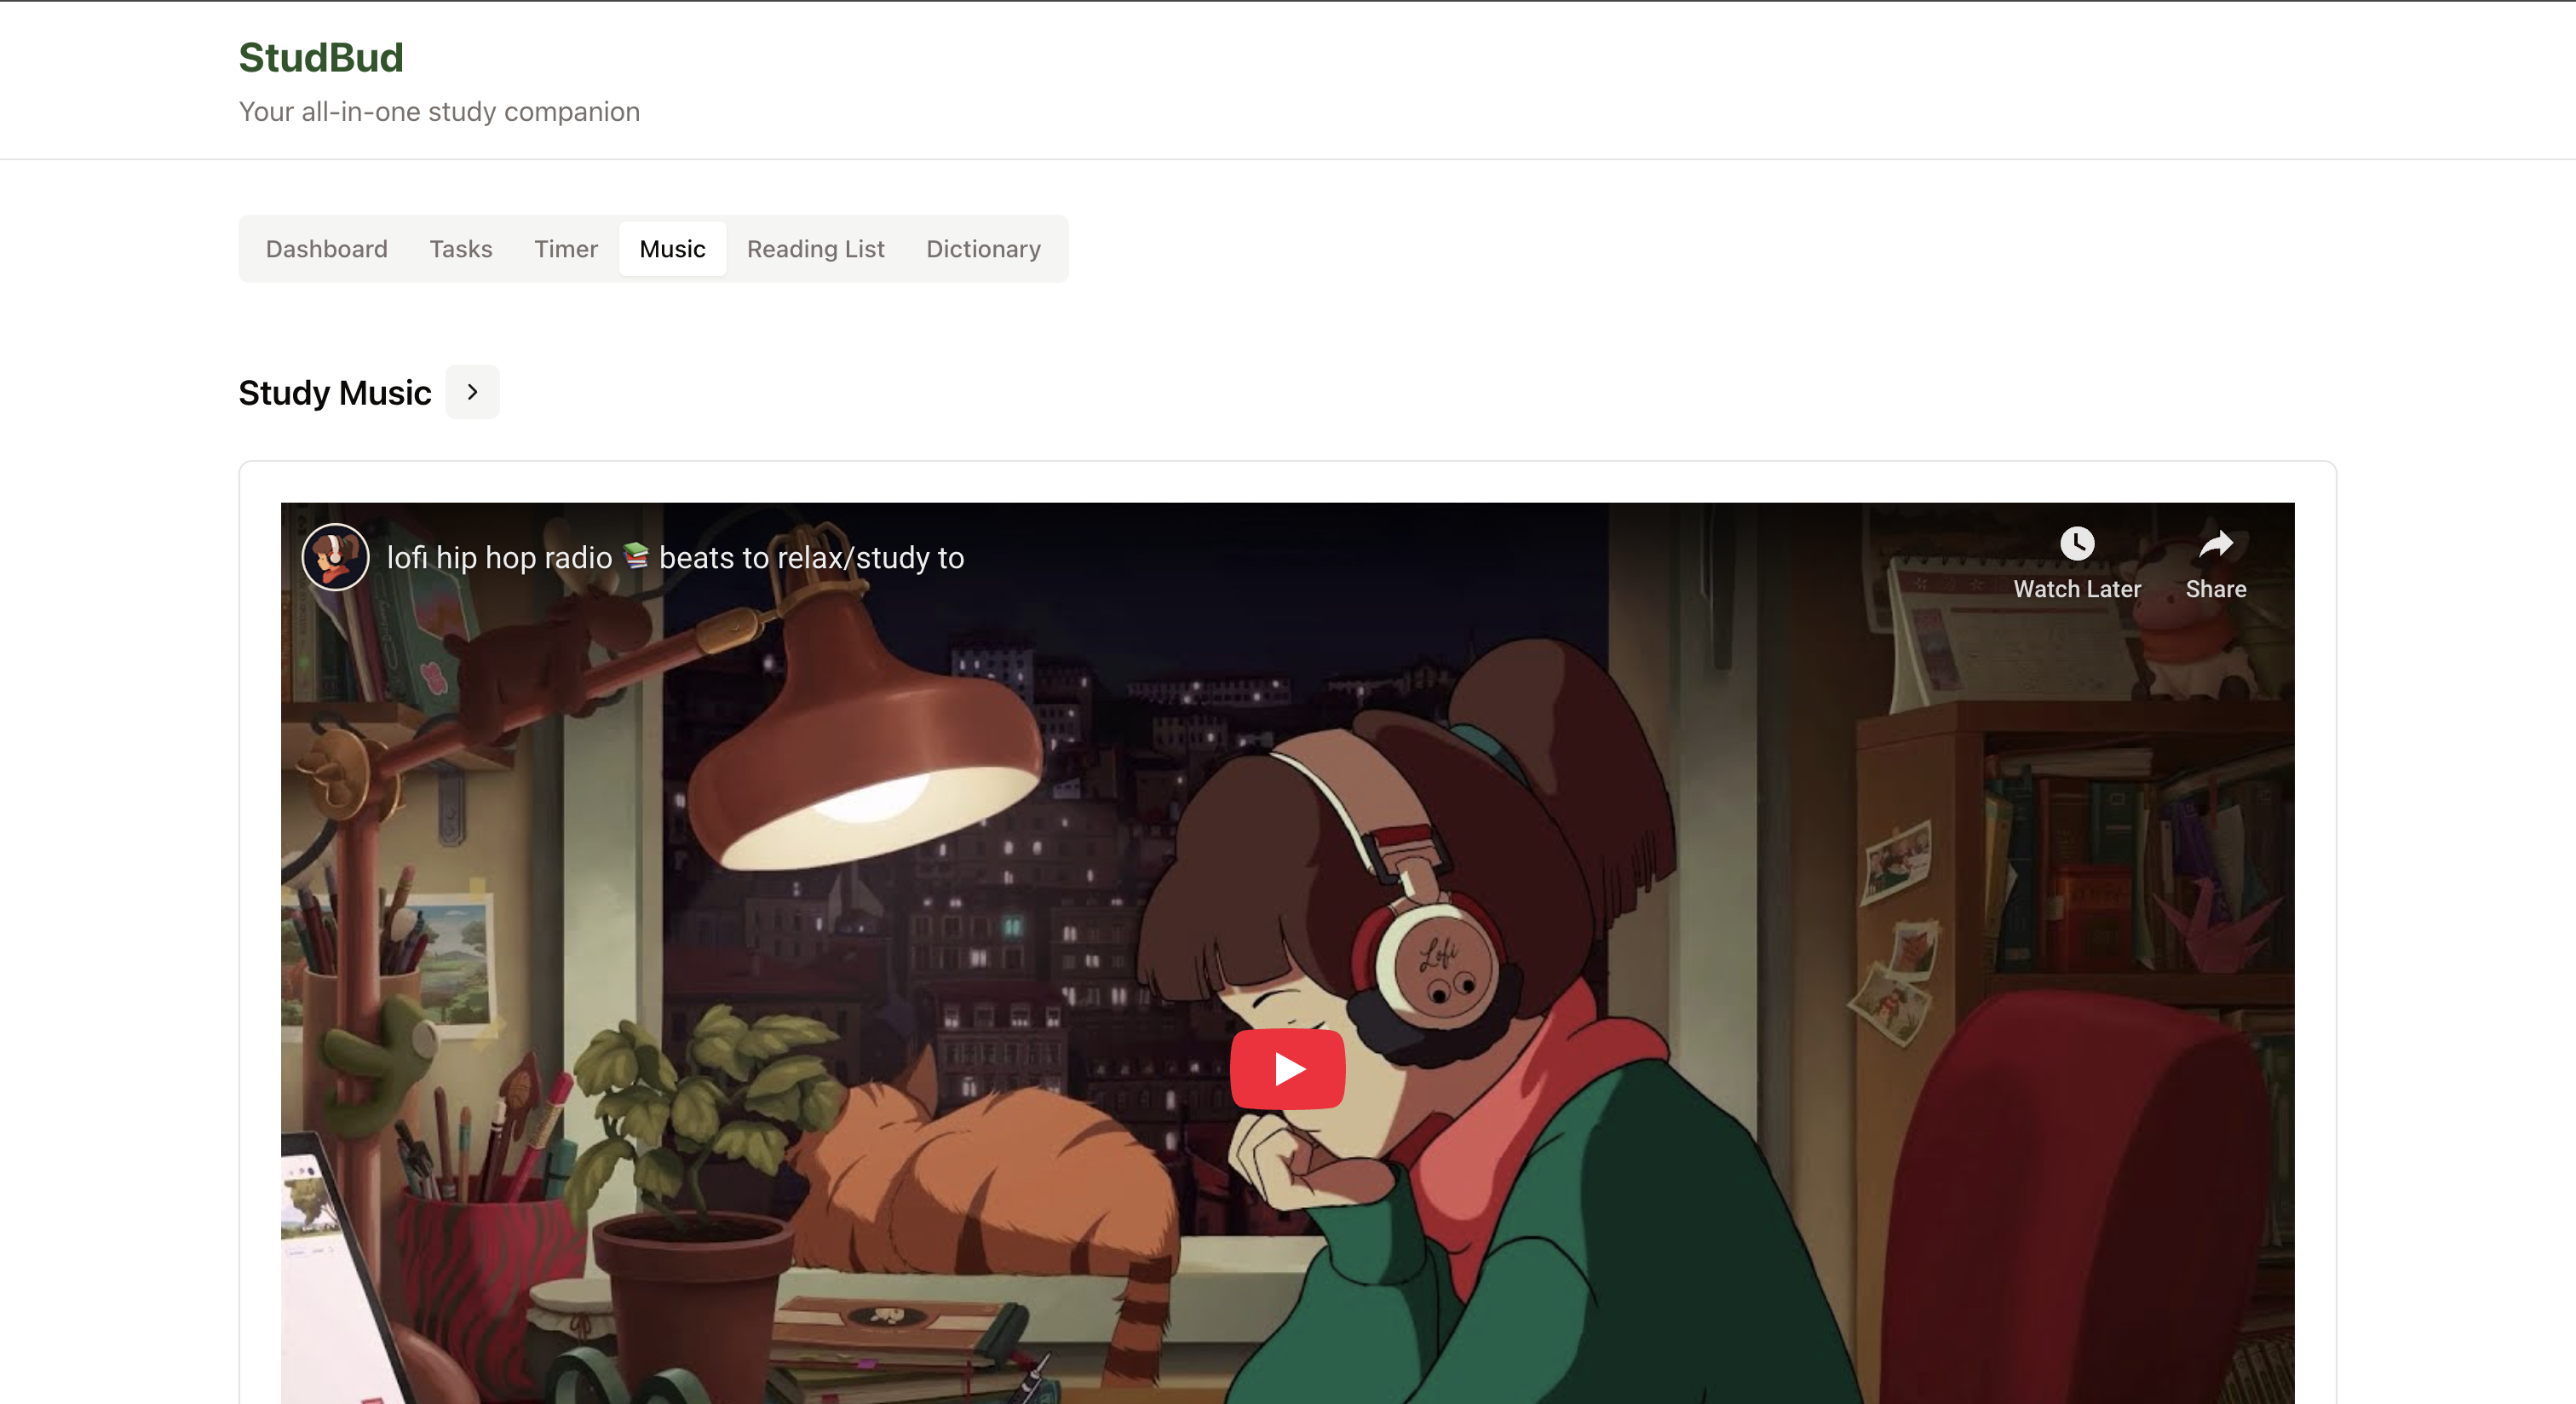 StudBud
Your all-in-one study companion
Dashboard Tasks Timer Music Reading List Dictionary
Study Music
lofi hip hop radio 📚 beats to relax/study to
Watch Later Share
Lofi